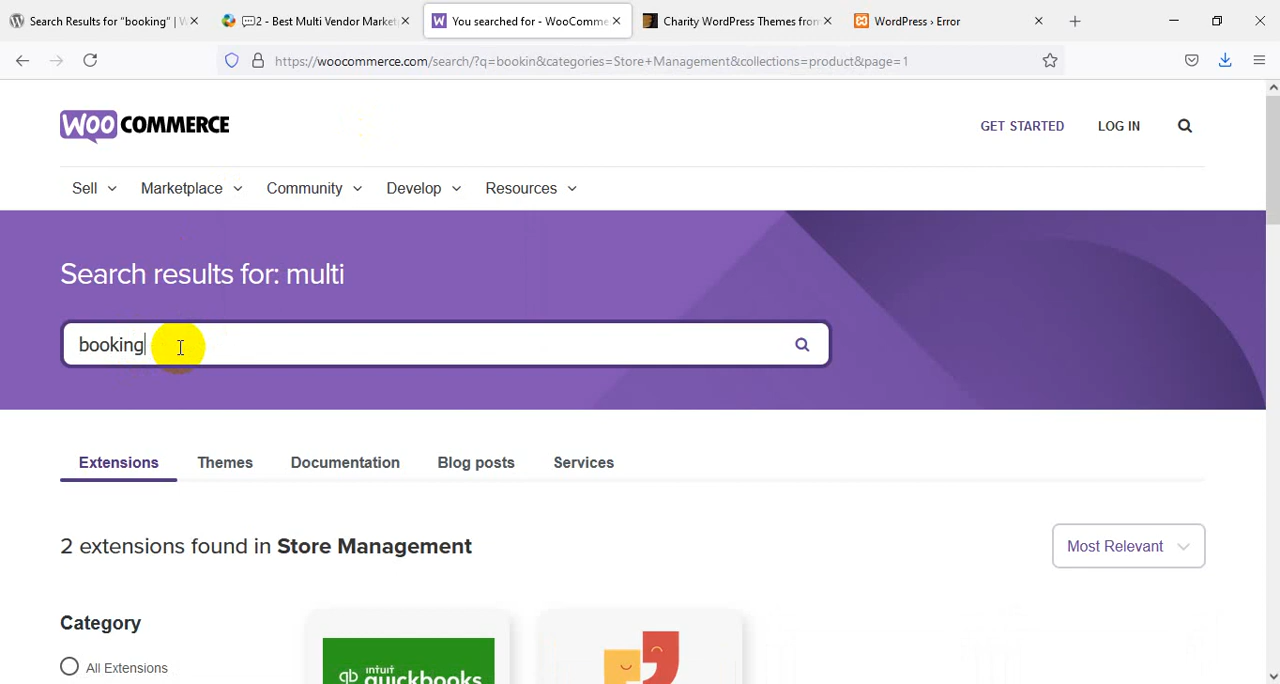 Search Results for "booking" | W
2 - Best Multi Vendor Market
You searched for - WooComme
Charity WordPress Themes from
WordPress › Error
https://woocommerce.com/search/?q=bookin&categories=Store+Management&collections=product&page=1
WOO COMMERCE
GET STARTED
LOG IN
Sell
Marketplace
Community
Develop
Resources
Search results for: multi
booking
Extensions
Themes
Documentation
Blog posts
Services
2 extensions found in Store Management
Most Relevant
Category
All Extensions
qb intuit
quickbooks